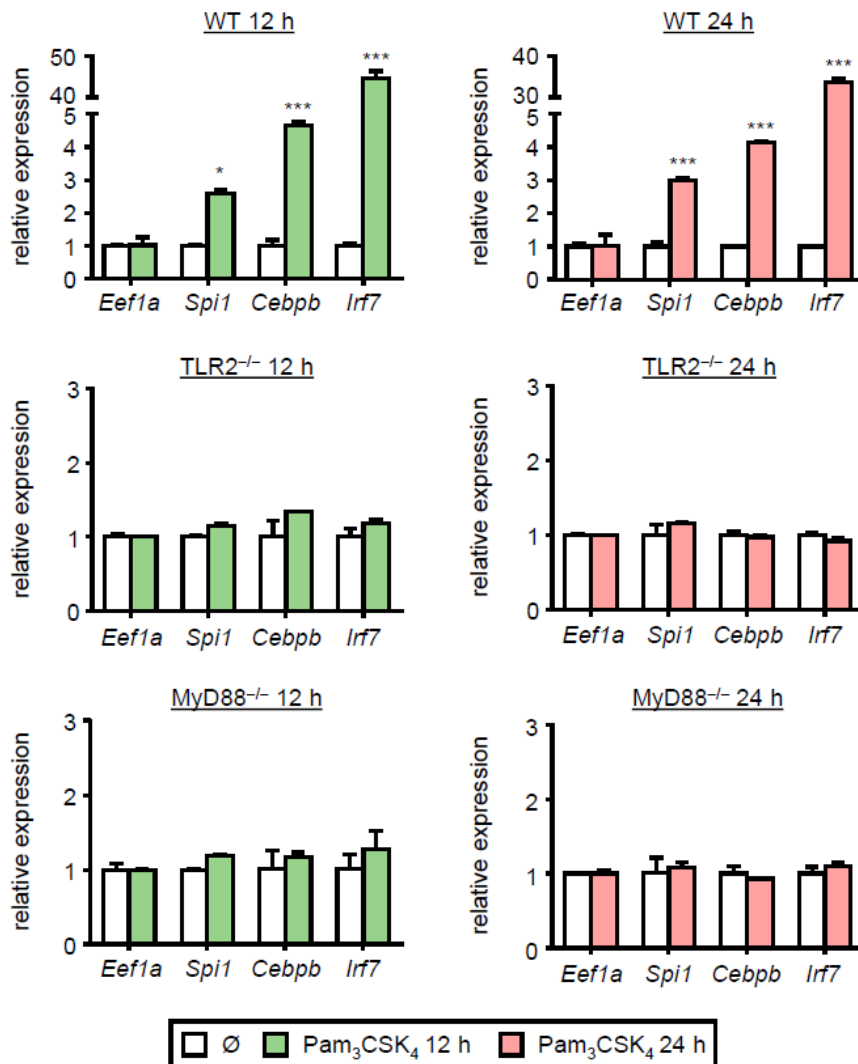 WT 12 h
relative expression
50
40
5
4
3
2
1
0
*
***
***
Eef1a Spi1 Cebpb Irf7
WT 24 h
relative expression
40
30
5
4
3
2
1
0
***
***
***
Eef1a Spi1 Cebpb Irf7
TLR2⁻/⁻ 12 h
relative expression
3
2
1
0
Eef1a Spi1 Cebpb Irf7
TLR2⁻/⁻ 24 h
relative expression
3
2
1
0
Eef1a Spi1 Cebpb Irf7
MyD88⁻/⁻ 12 h
relative expression
3
2
1
0
Eef1a Spi1 Cebpb Irf7
MyD88⁻/⁻ 24 h
relative expression
3
2
1
0
Eef1a Spi1 Cebpb Irf7
Ø Pam₃CSK₄ 12 h Pam₃CSK₄ 24 h